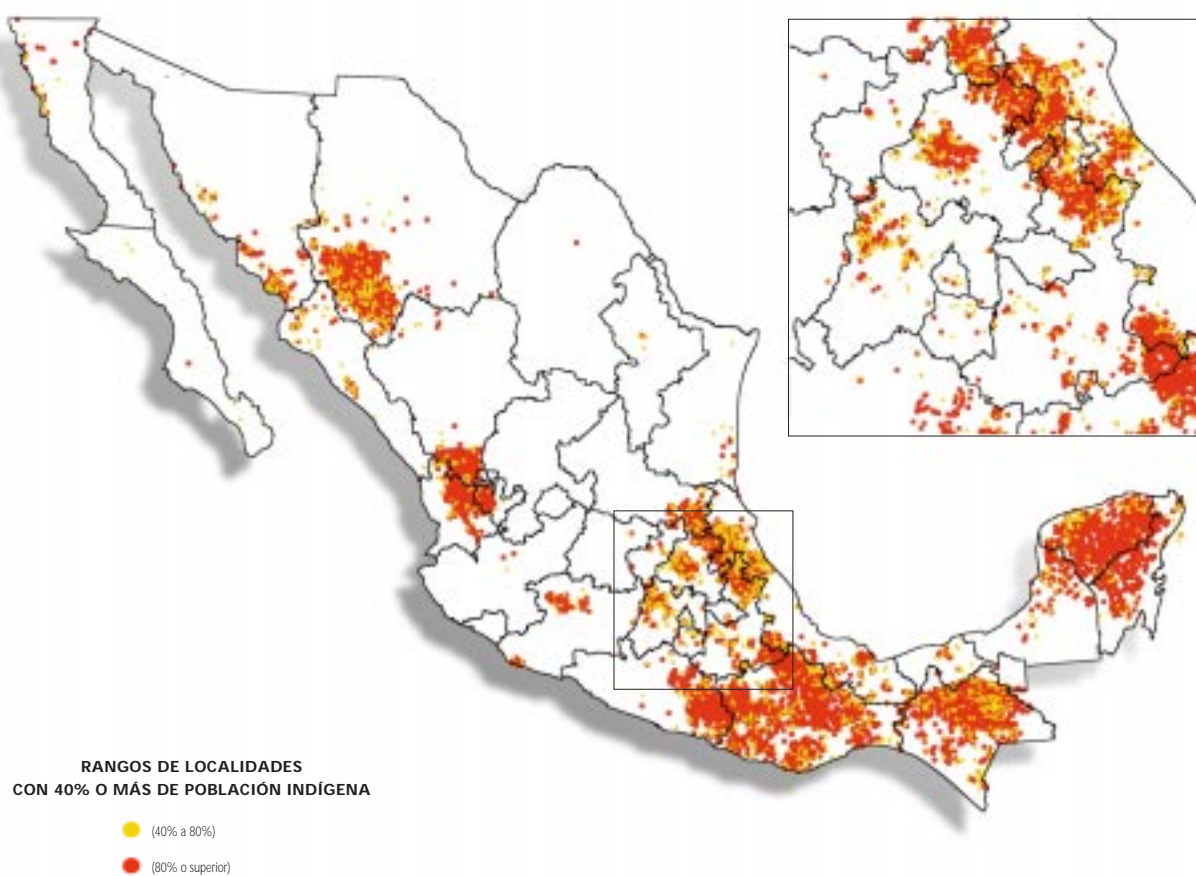 RANGOS DE LOCALIDADES
CON 40% O MÁS DE POBLACIÓN INDÍGENA
(40% a 80%)
(80% o superior)